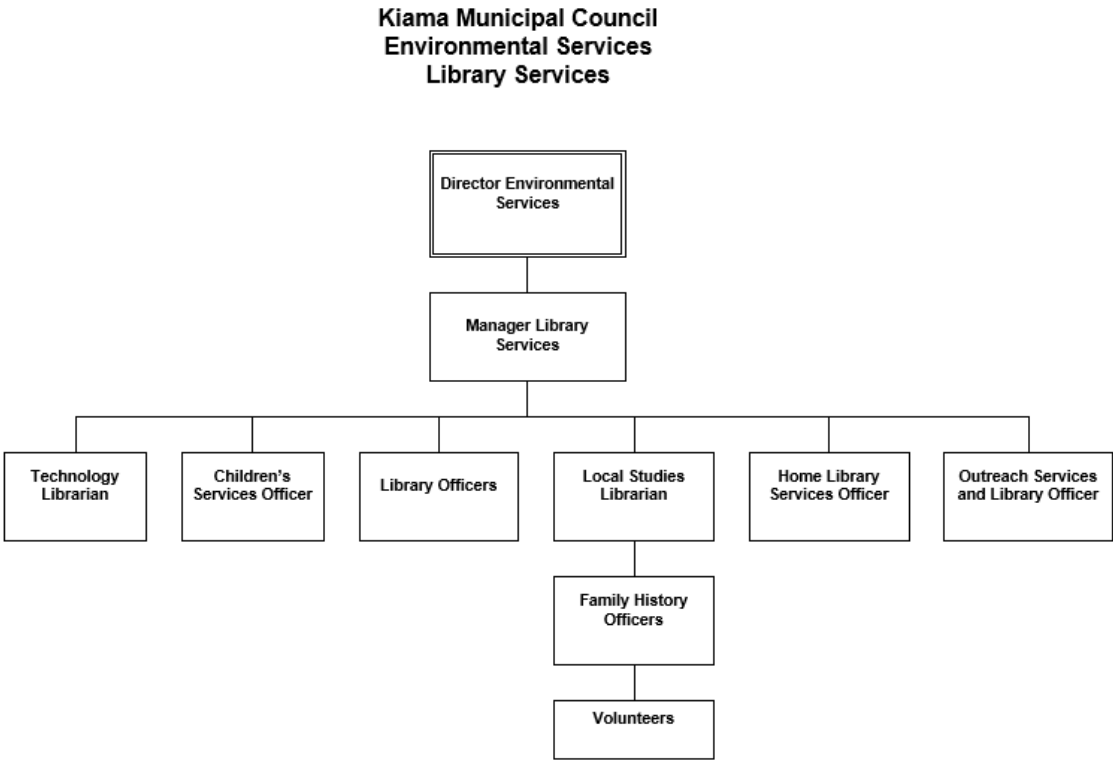 Kiama Municipal Council
Environmental Services
Library Services
Director Environmental
Services
Manager Library
Services
Technology
Librarian
Children's
Services Officer
Library Officers
Local Studies
Librarian
Home Library
Services Officer
Outreach Services
and Library Officer
Family History
Officers
Volunteers